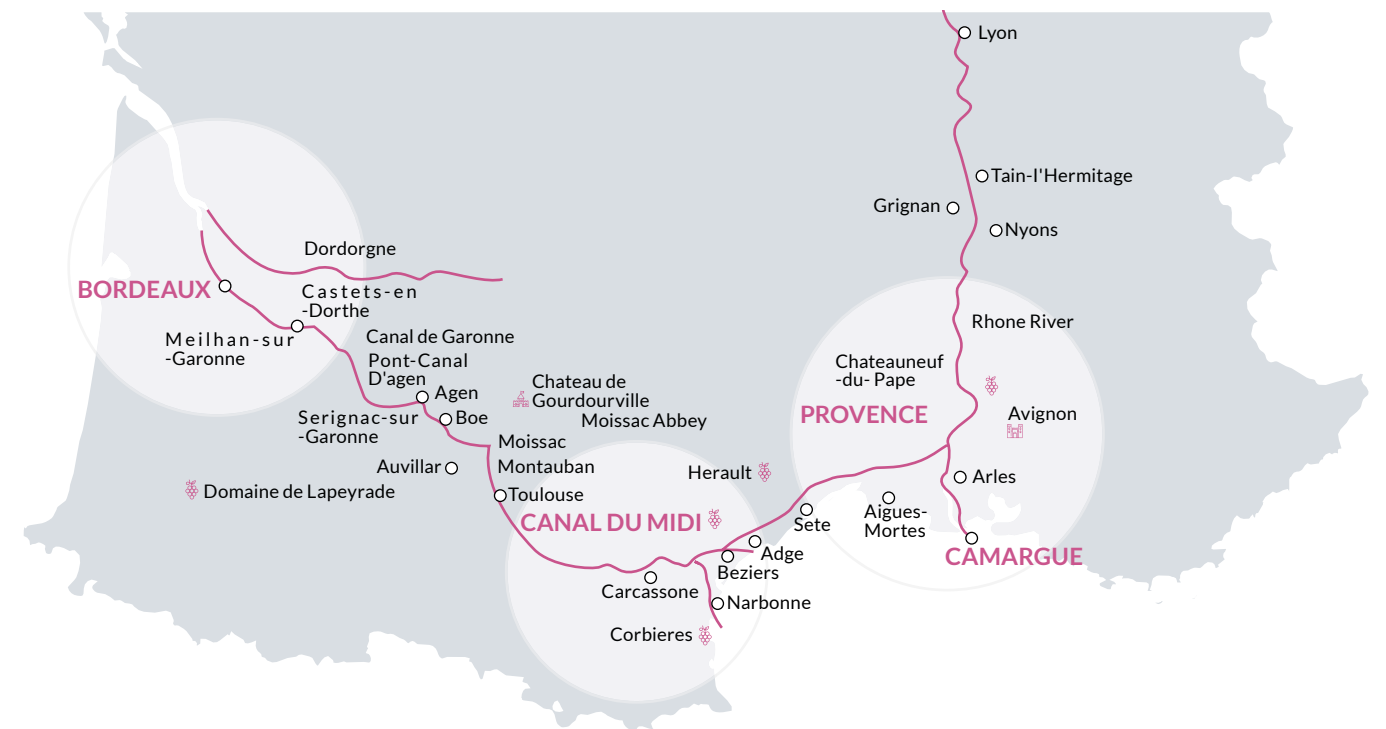 Lyon
Tain-l'Hermitage
Grignan
Nyons
Dordorgne
BORDEAUX
Castets-en
-Dorthe
Meilhan-sur
-Garonne
Canal de Garonne
Pont-Canal
D'agen
Agen
Serignac-sur
-Garonne
Boe
Chateau de
Gourdourville
Moissac Abbey
Moissac
Auvillar
Montauban
Domaine de Lapeyrade
Toulouse
CANAL DU MIDI
Herault
Rhone River
Chateauneuf
-du- Pape
PROVENCE
Avignon
Arles
Aigues-
Mortes
Sete
CAMARGUE
Adge
Beziers
Carcassone
Narbonne
Corbieres